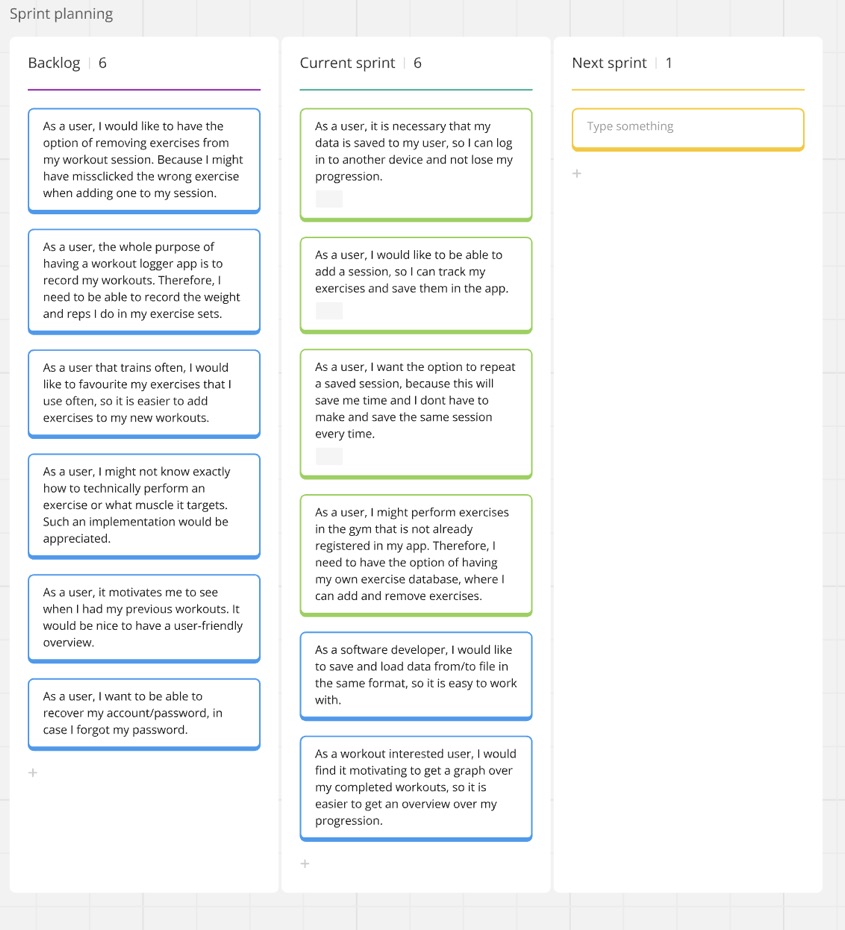 Sprint planning
Backlog | 6
As a user, I would like to have the
option of removing exercises from
my workout session. Because I might
have missclicked the wrong exercise
when adding one to my session.
As a user, the whole purpose of
having a workout logger app is to
record my workouts. Therefore, I
need to be able to record the weight
and reps I do in my exercise sets.
As a user that trains often, I would
like to favourite my exercises that I
use often, so it is easier to add
exercises to my new workouts.
As a user, I might not know exactly
how to technically perform an
exercise or what muscle it targets.
Such an implementation would be
appreciated.
As a user, it motivates me to see
when I had my previous workouts. It
would be nice to have a user-friendly
overview.
As a user, I want to be able to
recover my account/password, in
case I forgot my password.
+
Current sprint | 6
As a user, it is necessary that my
data is saved to my user, so I can log
in to another device and not lose my
progression.
As a user, I would like to be able to
add a session, so I can track my
exercises and save them in the app.
As a user, I want the option to repeat
a saved session, because this will
save me time and I dont have to
make and save the same session
every time.
As a user, I might perform exercises
in the gym that is not already
registered in my app. Therefore, I
need to have the option of having
my own exercise database, where I
can add and remove exercises.
As a software developer, I would like
to save and load data from/to file in
the same format, so it is easy to work
with.
As a workout interested user, I would
find it motivating to get a graph over
my completed workouts, so it is
easier to get an overview over my
progression.
+
Next sprint | 1
Type something
+